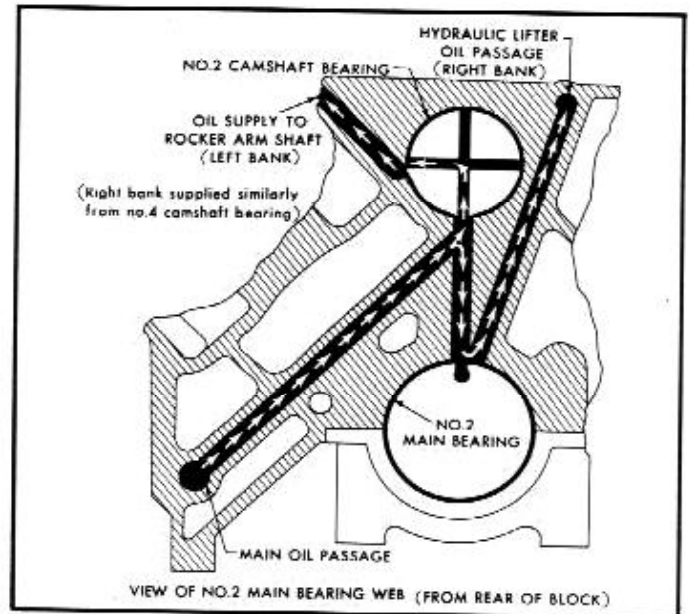 HYDRAULIC LIFTER
OIL PASSAGE
(RIGHT BANK)
NO.2 CAMSHAFT BEARING
OIL SUPPLY TO
ROCKER ARM SHAFT
(LEFT BANK)
(Right bank supplied similarly
from no.4 camshaft bearing)
NO.2
MAIN BEARING
MAIN OIL PASSAGE
VIEW OF NO.2 MAIN BEARING WEB (FROM REAR OF BLOCK)